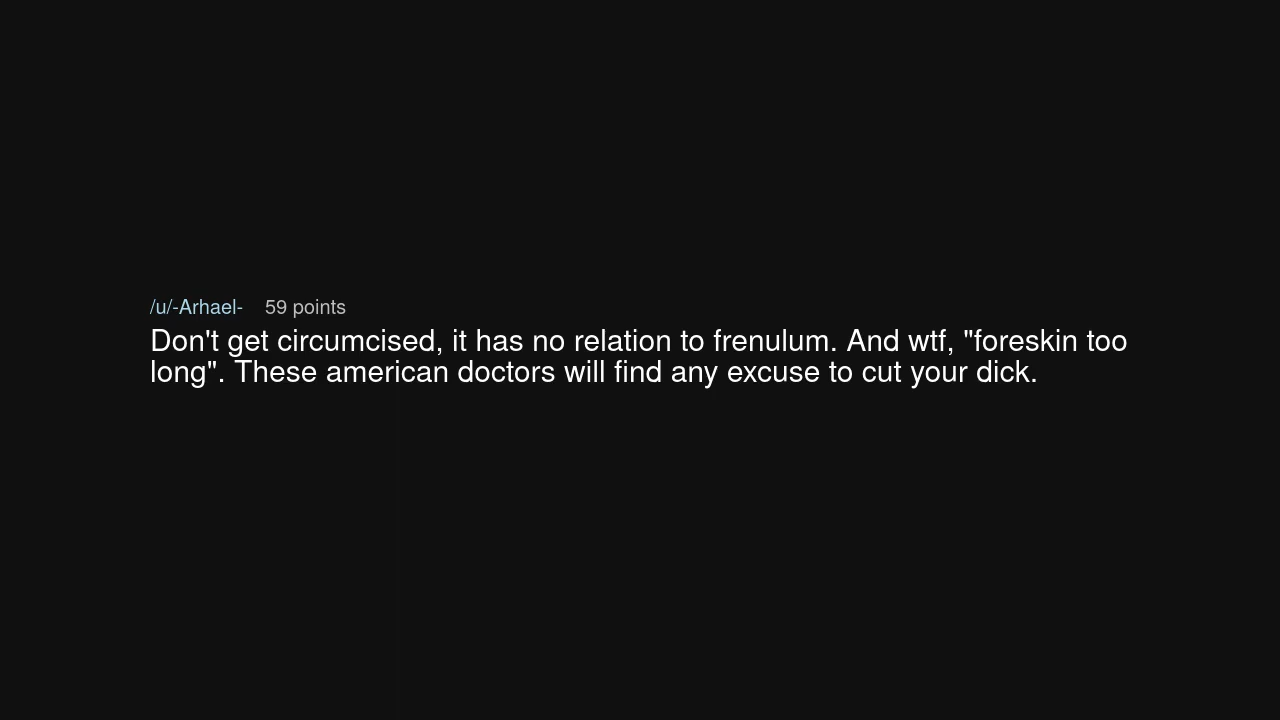 /u/-Arhael- 59 points
Don't get circumcised, it has no relation to frenulum. And wtf, "foreskin too
long". These american doctors will find any excuse to cut your dick.